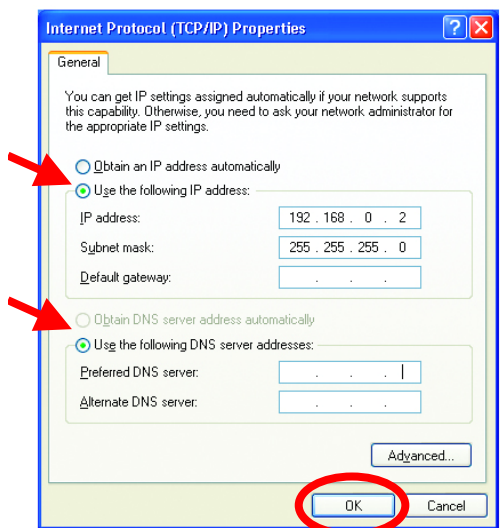 Internet Protocol (TCP/IP) Properties
General
You can get IP settings assigned automatically if your network supports
this capability. Otherwise, you need to ask your network administrator for
the appropriate IP settings.
Obtain an IP address automatically
Use the following IP address:
IP address: 192 . 168 . 0 . 2
Subnet mask: 255 . 255 . 255 . 0
Default gateway: . . .
Obtain DNS server address automatically
Use the following DNS server addresses:
Preferred DNS server: . . .
Alternate DNS server: . . .
Advanced...
OK Cancel